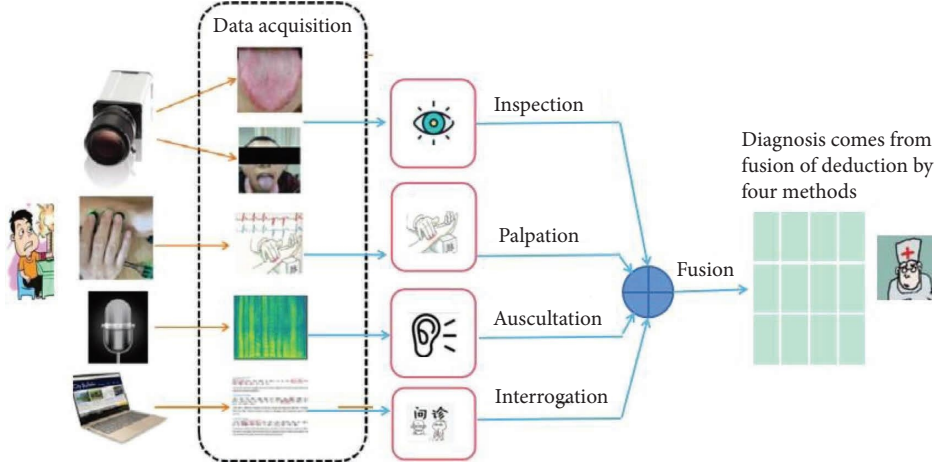 Data acquisition
Inspection
Diagnosis comes from
fusion of deduction by
four methods
Palpation
Fusion
Auscultation
Interrogation
问诊